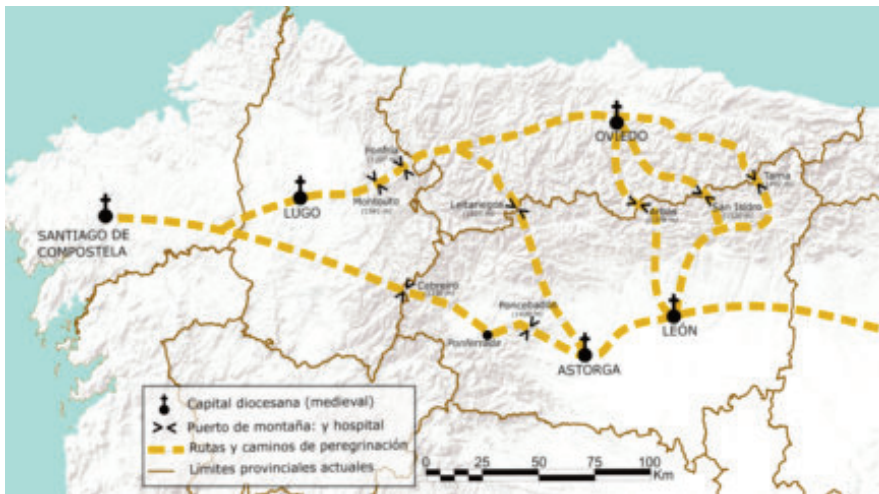 OVIEDO
Tarna
San Isidro
Arbas
Leitariegos
Fonfría
Montouto
LUGO
SANTIAGO DE
COMPOSTELA
Cebreiro
Foncebadón
Ponferrada
ASTORGA
LEÓN
Capital diocesana (medieval)
Puerto de montaña: y hospital
Rutas y caminos de peregrinación
Límites provinciales actuales
0 25 50 75 100
Km